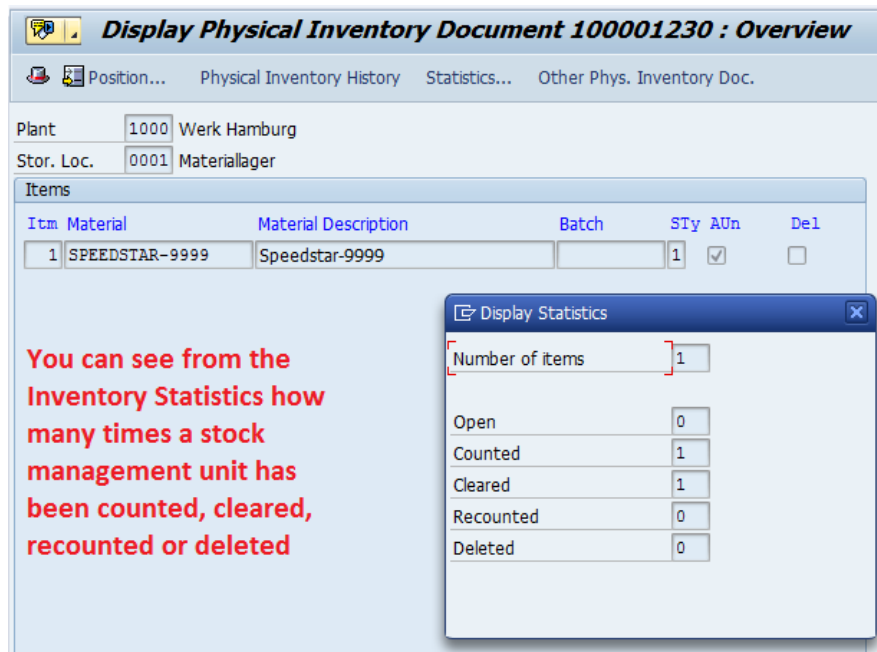 Display Physical Inventory Document 100001230 : Overview
Position... Physical Inventory History Statistics... Other Phys. Inventory Doc.
Plant 1000 Werk Hamburg
Stor. Loc. 0001 Materiallager
Items
Itm Material Material Description Batch STy AUn Del
1 SPEEDSTAR-9999 Speedstar-9999 1
Display Statistics
Number of items 1
Open 0
Counted 1
Cleared 1
Recounted 0
Deleted 0
You can see from the
Inventory Statistics how
many times a stock
management unit has
been counted, cleared,
recounted or deleted